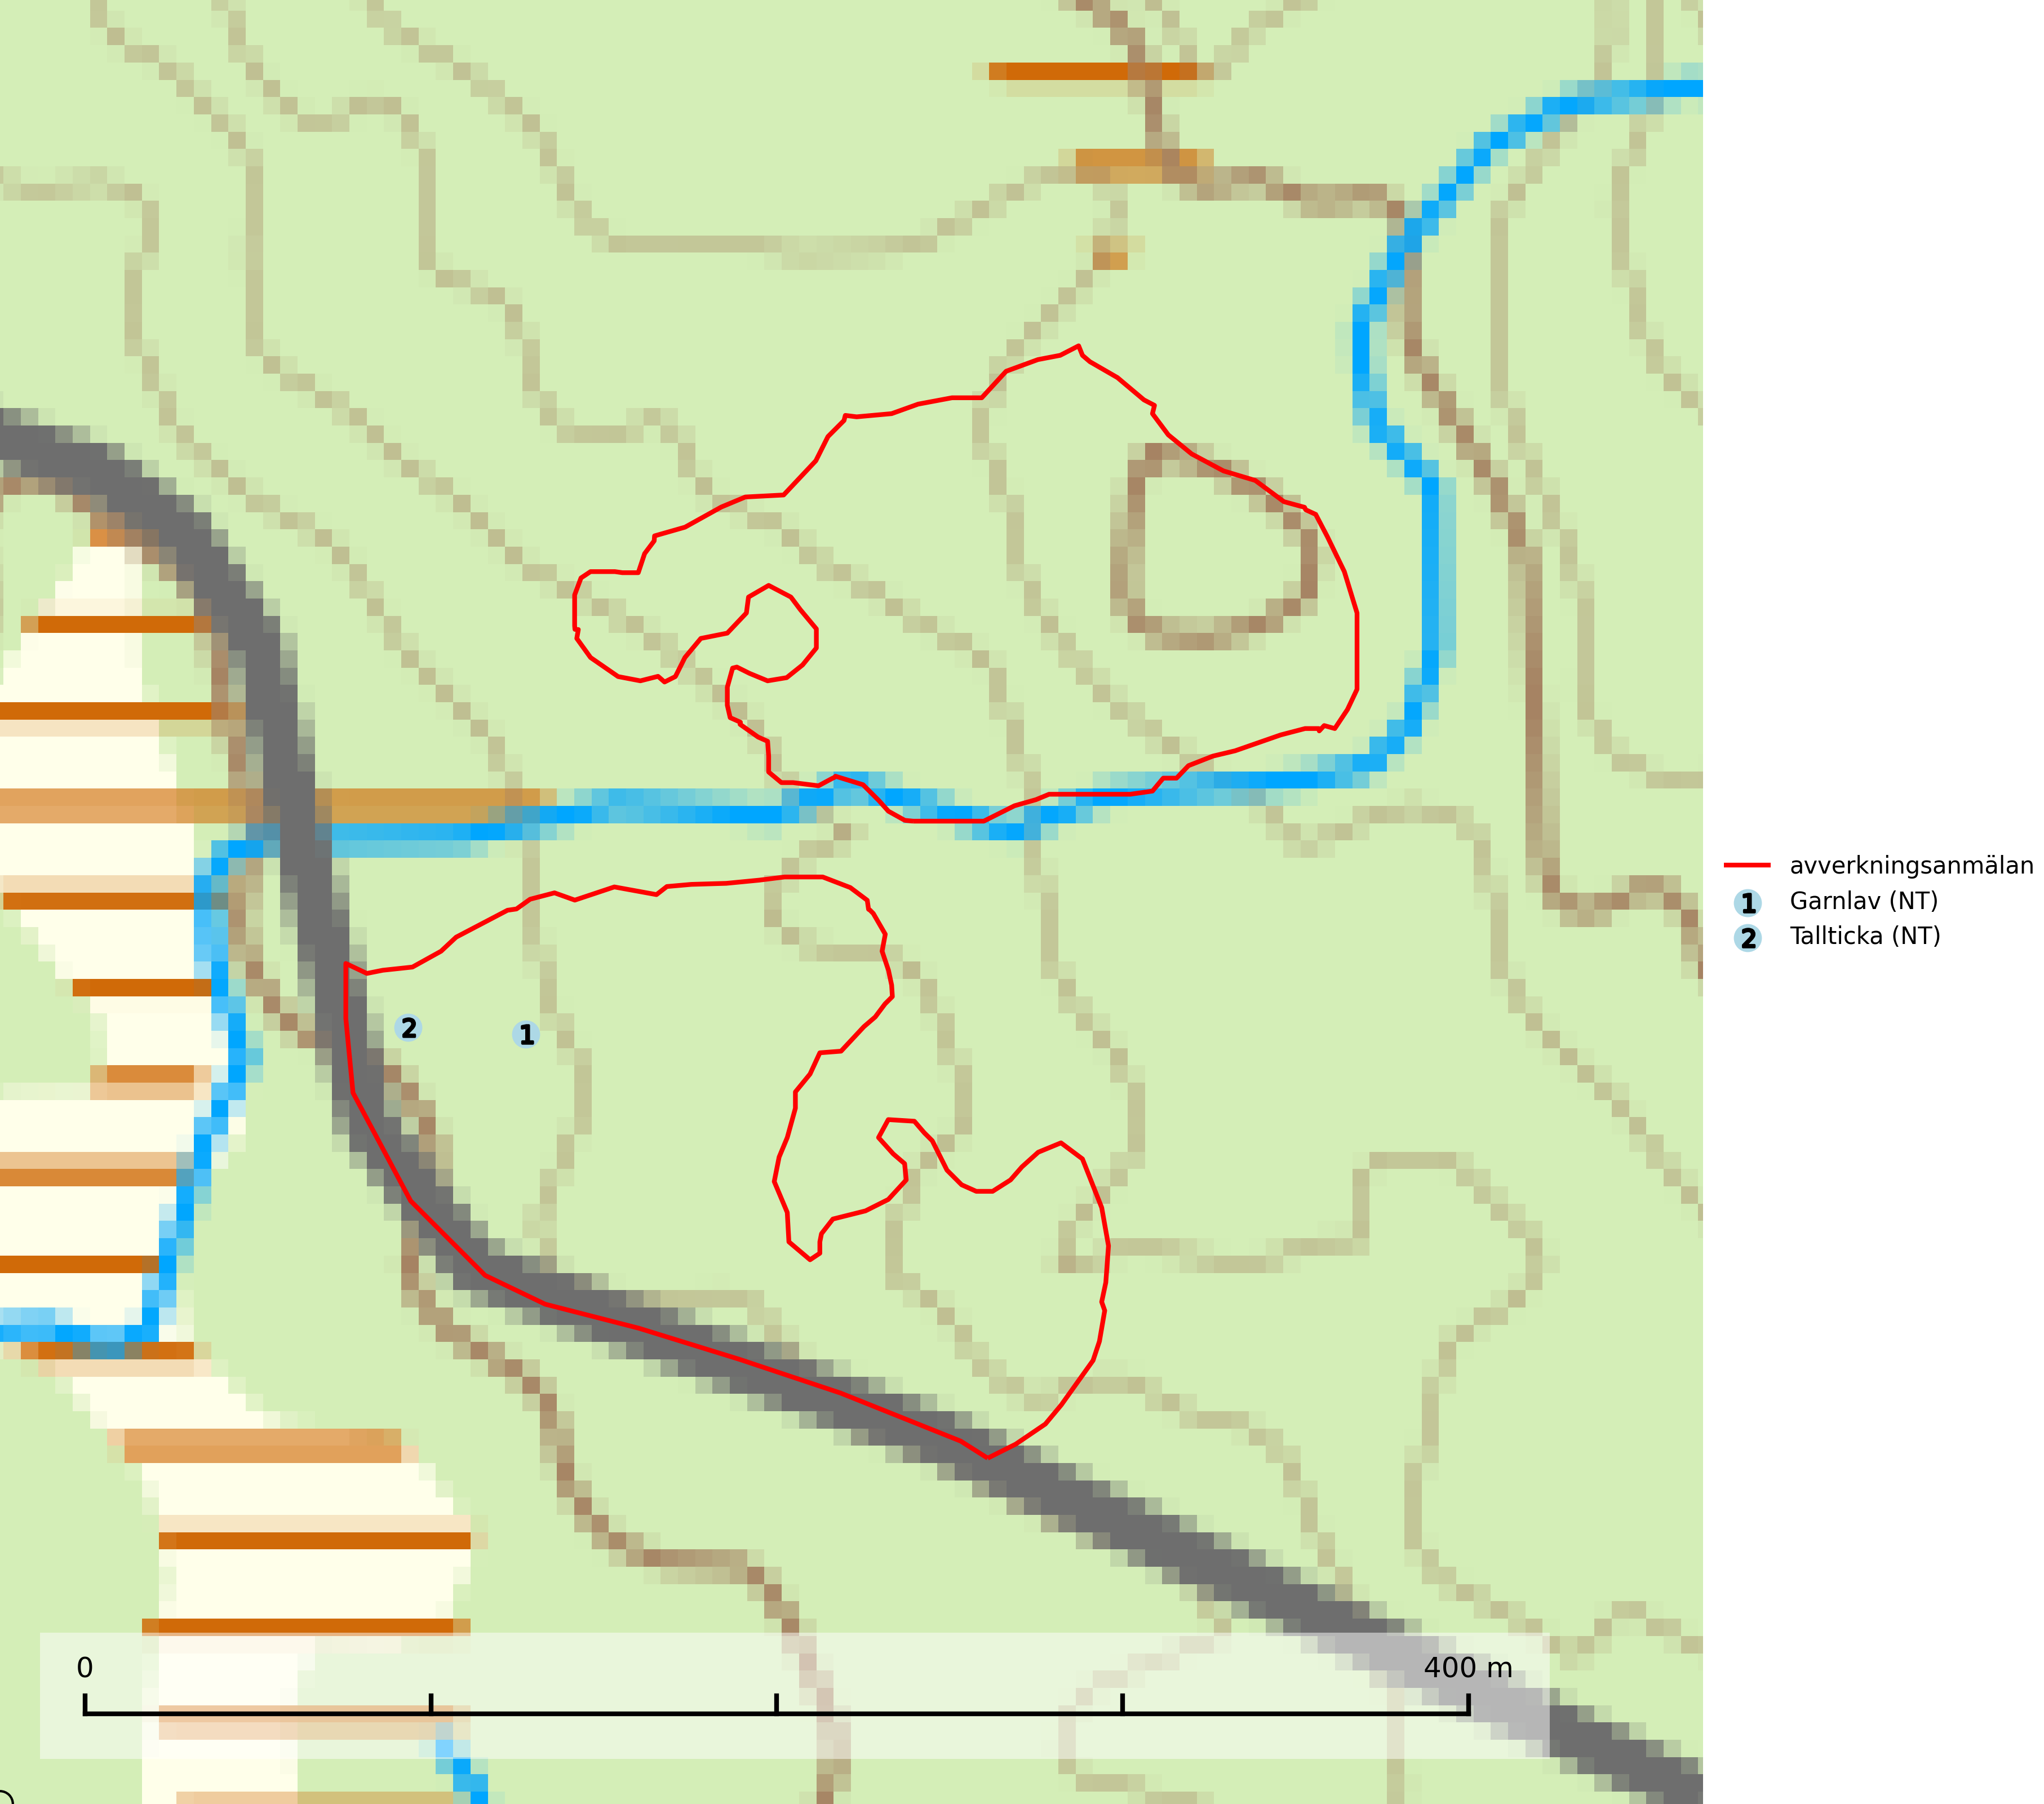 avverkningsanmälan
1 Garnlav (NT)
2 Tallticka (NT)
2 1
0 400 m